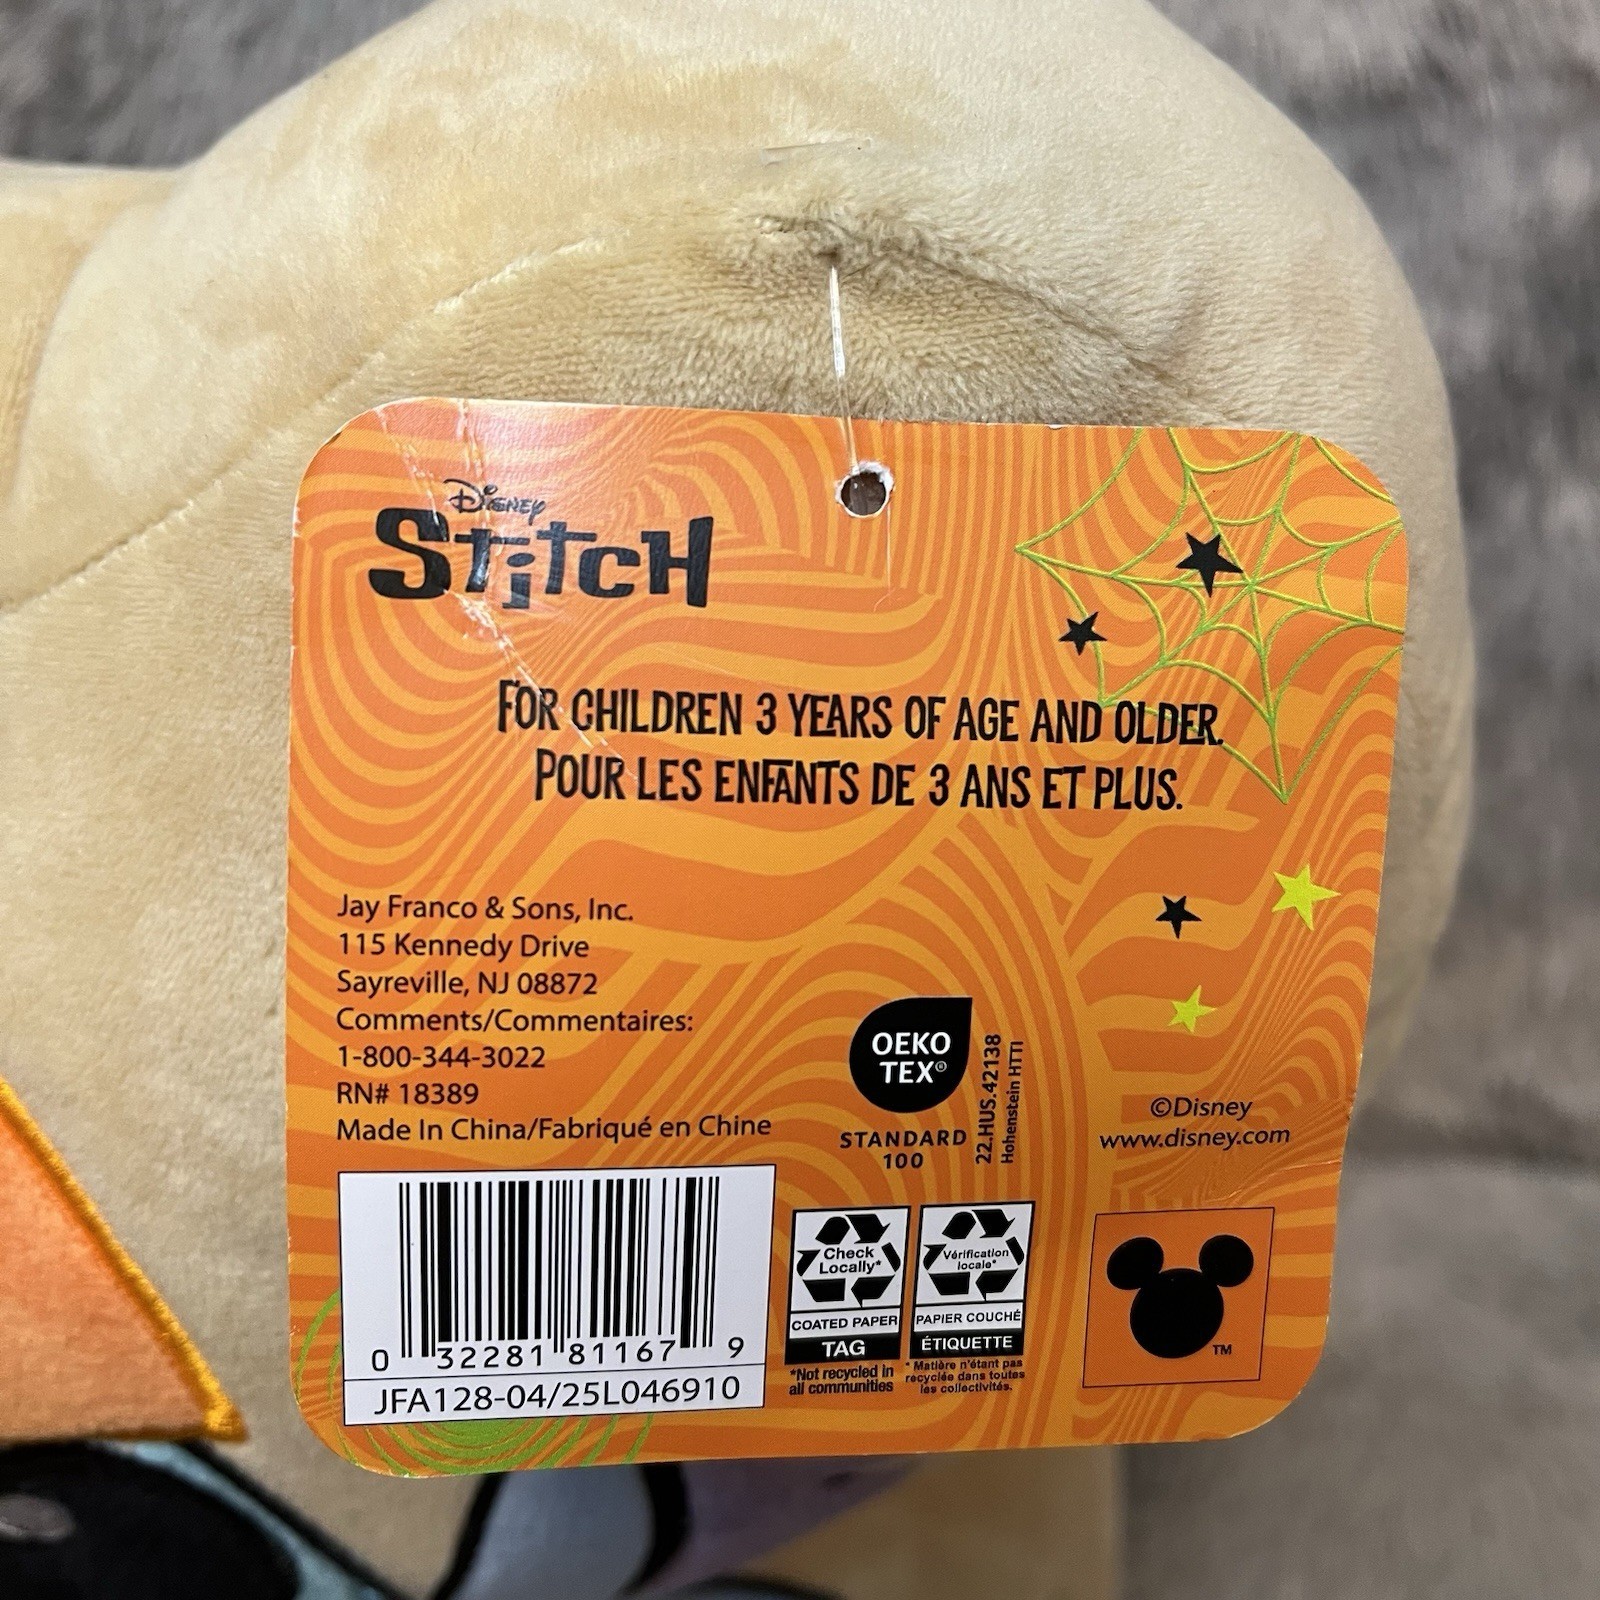 Disney
Stitch
FOR CHILDREN 3 YEARS OF AGE AND OLDER.
POUR LES ENFANTS DE 3 ANS ET PLUS.
Jay Franco & Sons, Inc.
115 Kennedy Drive
Sayreville, NJ 08872
Comments/Commentaires:
1-800-344-3022
RN# 18389
Made In China/Fabriqué en Chine
OEKO
TEX®
STANDARD
100
22.HUS.42138
Hohenstein HTTI
©Disney
www.disney.com
0 32281 81167 9
JFA128-04/25L046910
Check
Locally*
COATED PAPER
TAG
*Not recycled in
all communities
Vérification
locale*
PAPIER COUCHÉ
ÉTIQUETTE
* Matière n'étant pas
recyclée dans toutes
les collectivités.
TM